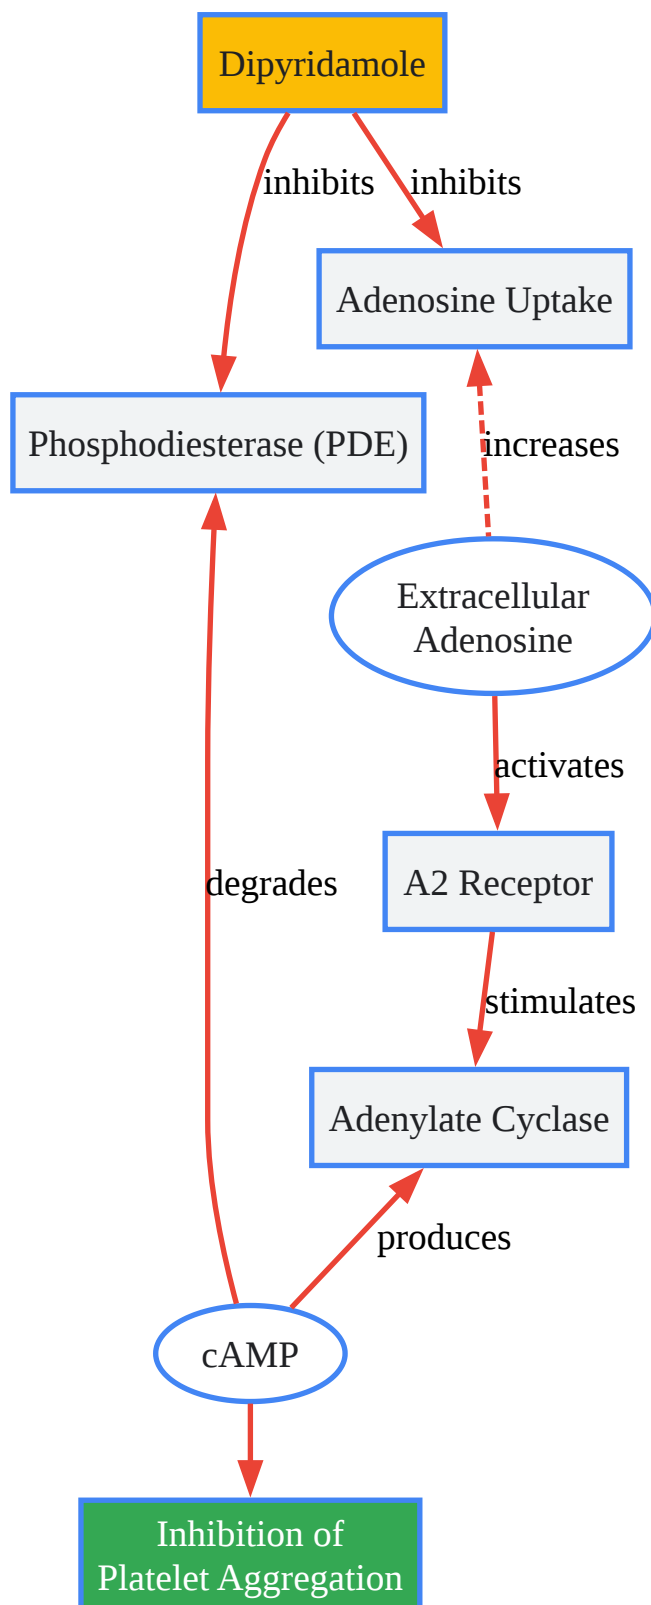 Dipyridamole
inhibits
inhibits
Adenosine Uptake
Phosphodiesterase (PDE)
increases
Extracellular
Adenosine
activates
degrades
A2 Receptor
stimulates
Adenylate Cyclase
produces
cAMP
Inhibition of
Platelet Aggregation